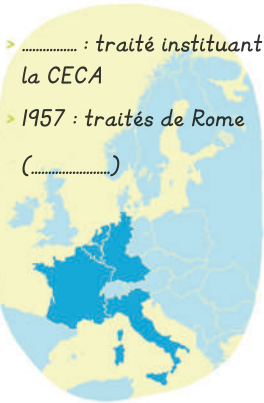 > ................ : traité instituant
la CECA
> 1957 : traités de Rome
(.......................)